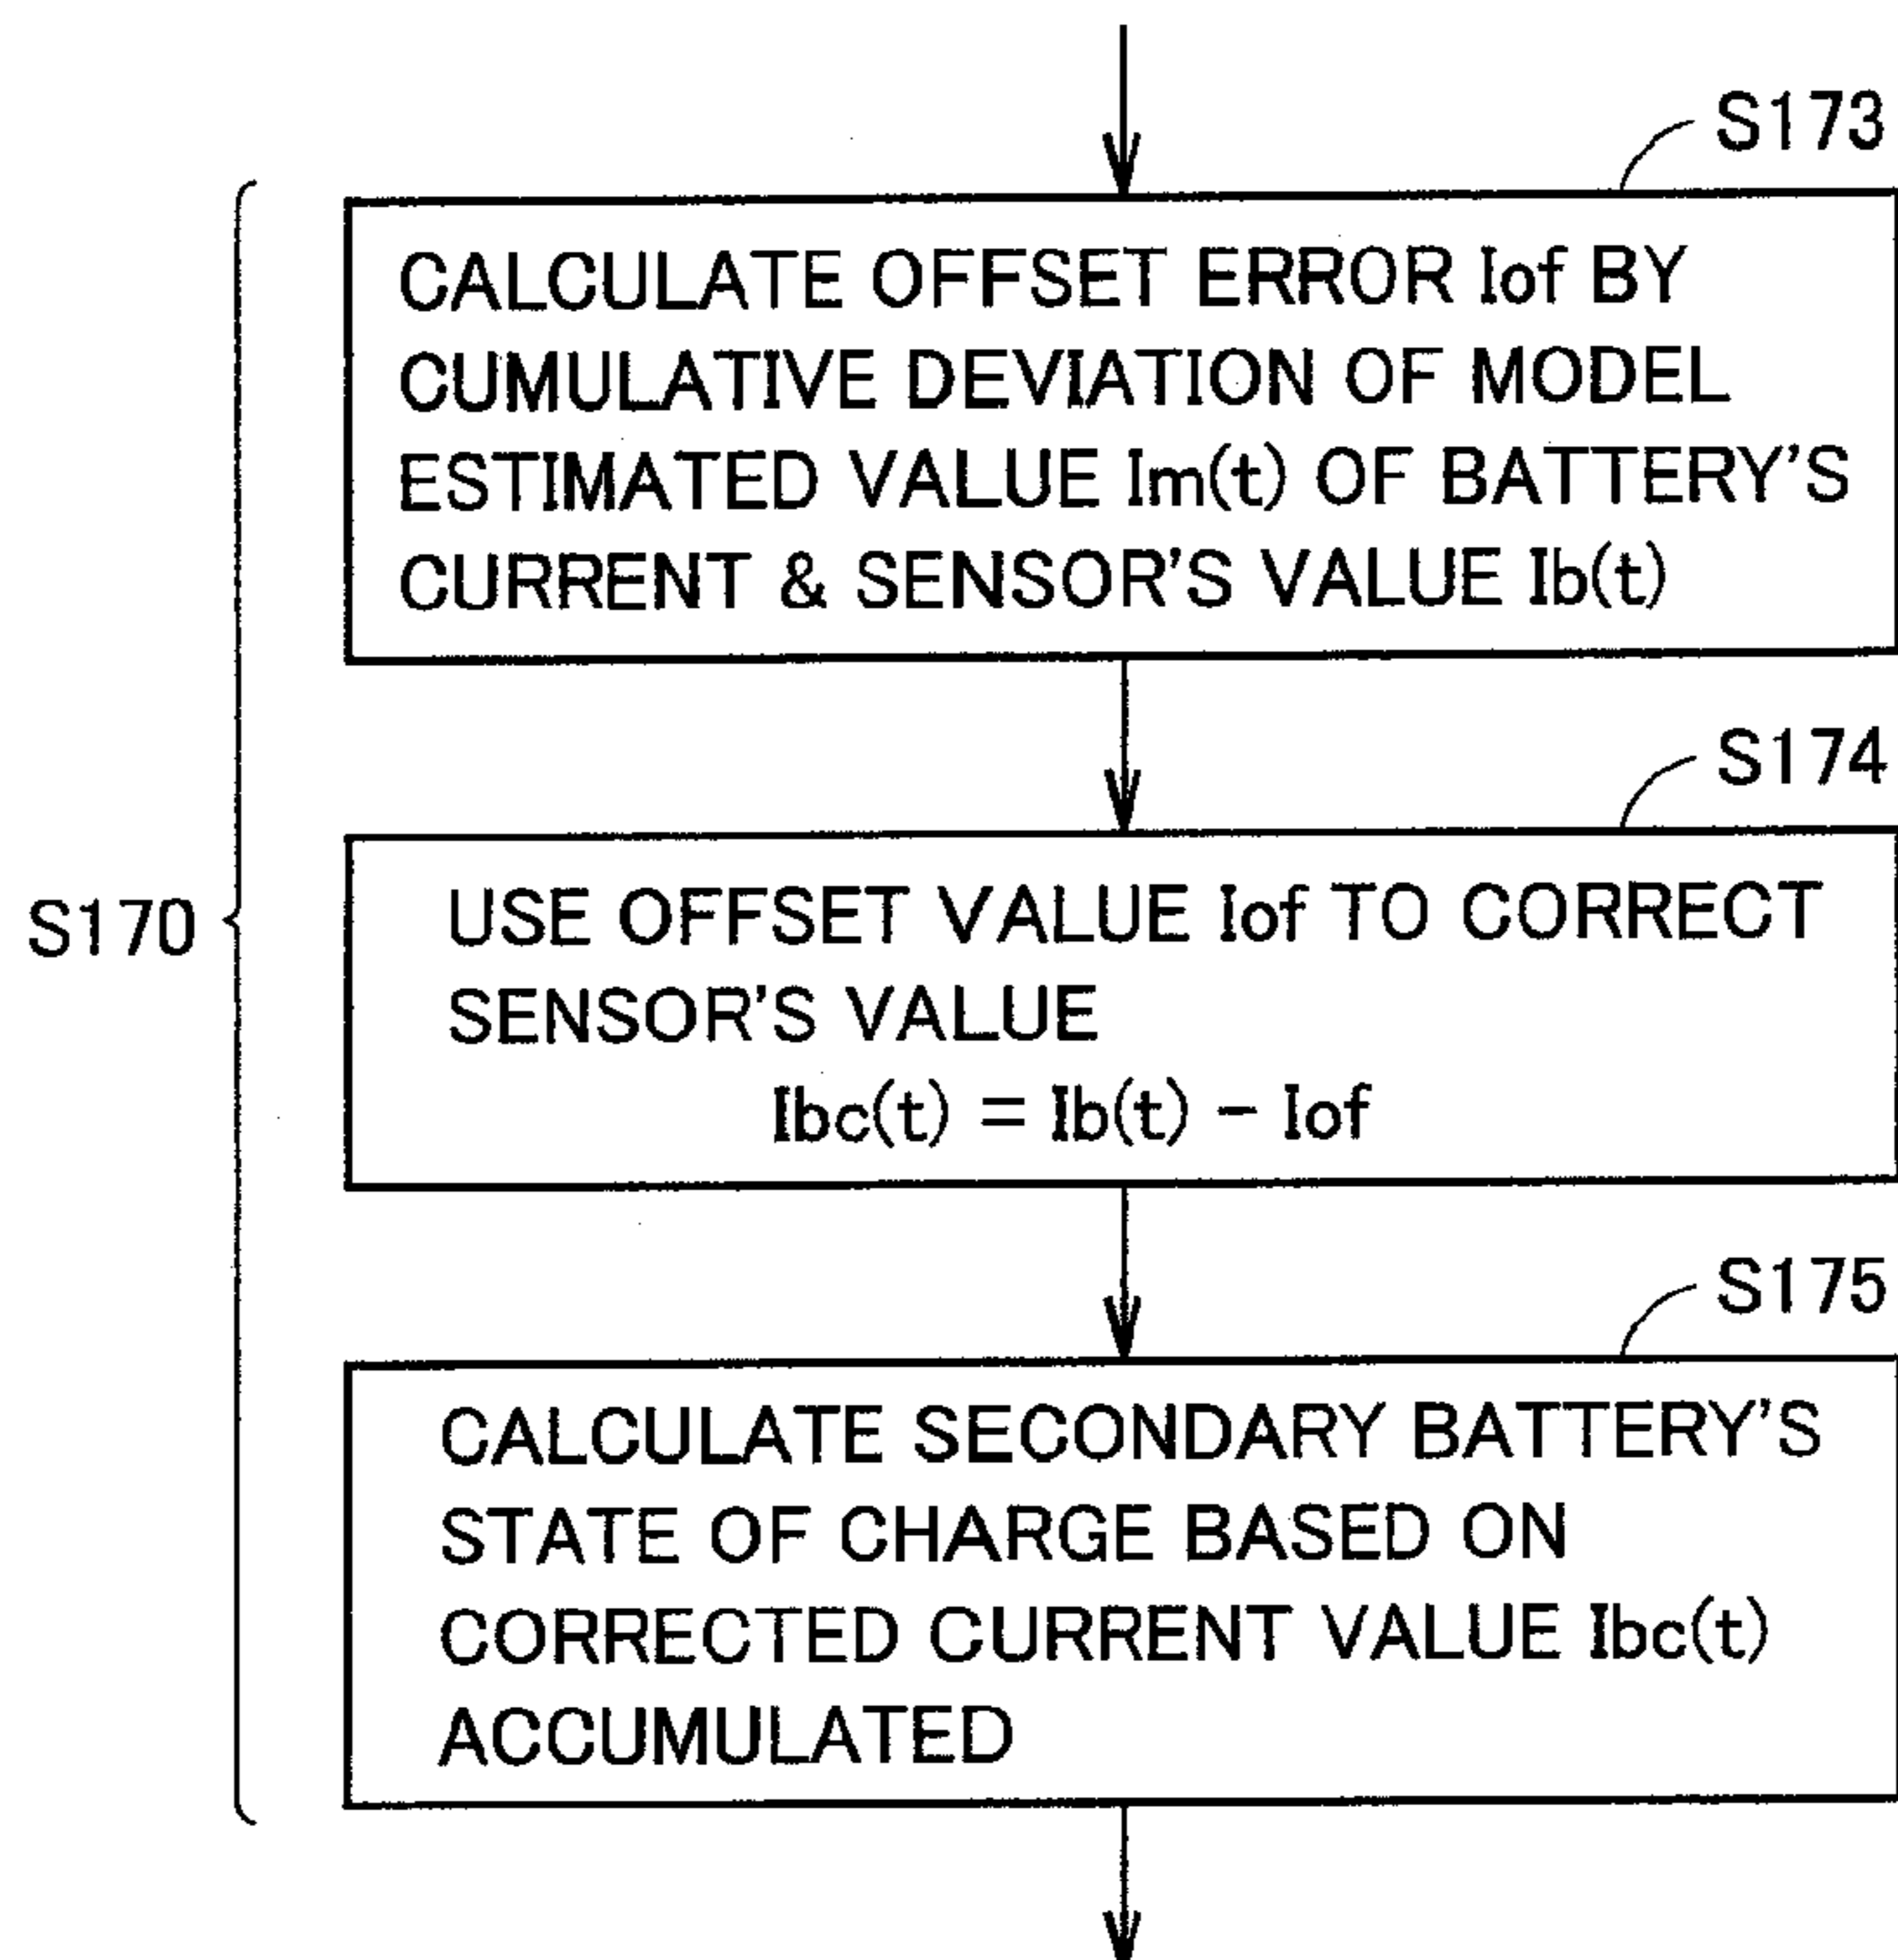 S173
CALCULATE OFFSET ERROR Iof BY
CUMULATIVE DEVIATION OF MODEL
ESTIMATED VALUE Im(t) OF BATTERY'S
CURRENT & SENSOR'S VALUE Ib(t)
S174
USE OFFSET VALUE Iof TO CORRECT
SENSOR'S VALUE
Ibc(t) = Ib(t) - Iof
S170
S175
CALCULATE SECONDARY BATTERY'S
STATE OF CHARGE BASED ON
CORRECTED CURRENT VALUE Ibc(t)
ACCUMULATED